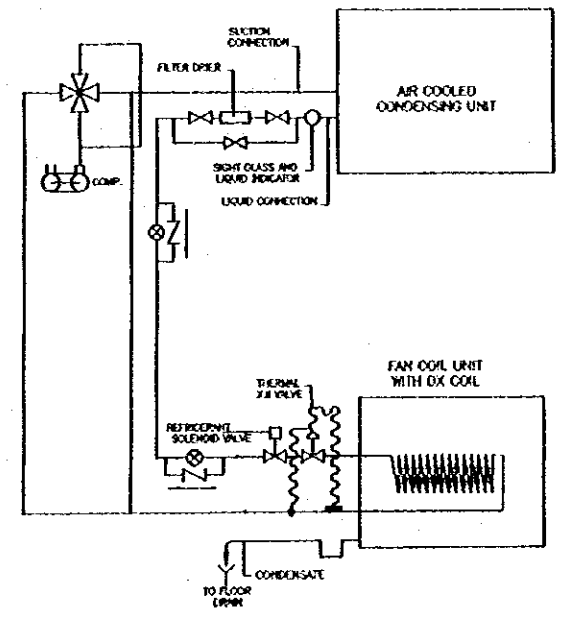 SUCTION
CONNECTION
FILTER DRIER
AIR COOLED
CONDENSING UNIT
COMP.
SIGHT GLASS AND
LIQUID INDICATOR
LIQUID CONNECTION
FAN COIL UNIT
WITH DX COIL
THERMAL
VALVE
REFRIGERANT
SOLENOID VALVE
CONDENSATE
TO FLOOR
DRAIN